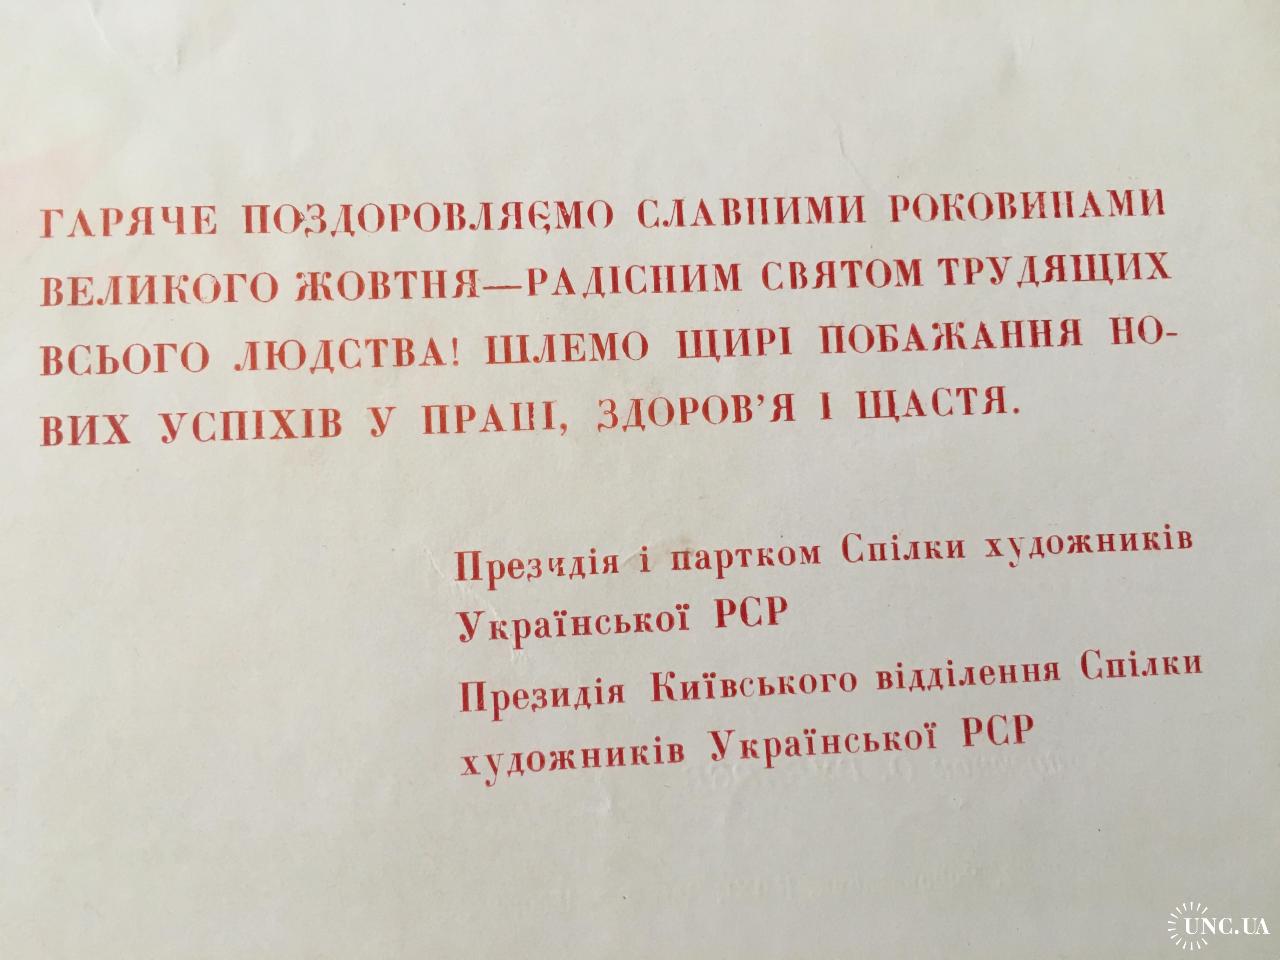 ГАРЯЧЕ ПОЗДОРОВЛЯЄМО СЛАВНИМИ РОКОВИНАМИ
ВЕЛИКОГО ЖОВТНЯ—РАДІСНИМ СВЯТОМ ТРУДЯЩИХ
ВСЬОГО ЛЮДСТВА! ШЛЕМО ЩИРІ ПОБАЖАННЯ НО-
ВИХ УСПІХІВ У ПРАЦІ, ЗДОРОВ’Я І ЩАСТЯ.
Президія і партком Спілки художників
Української РСР
Президія Київського відділення Спілки
художників Української РСР
UNC.UA